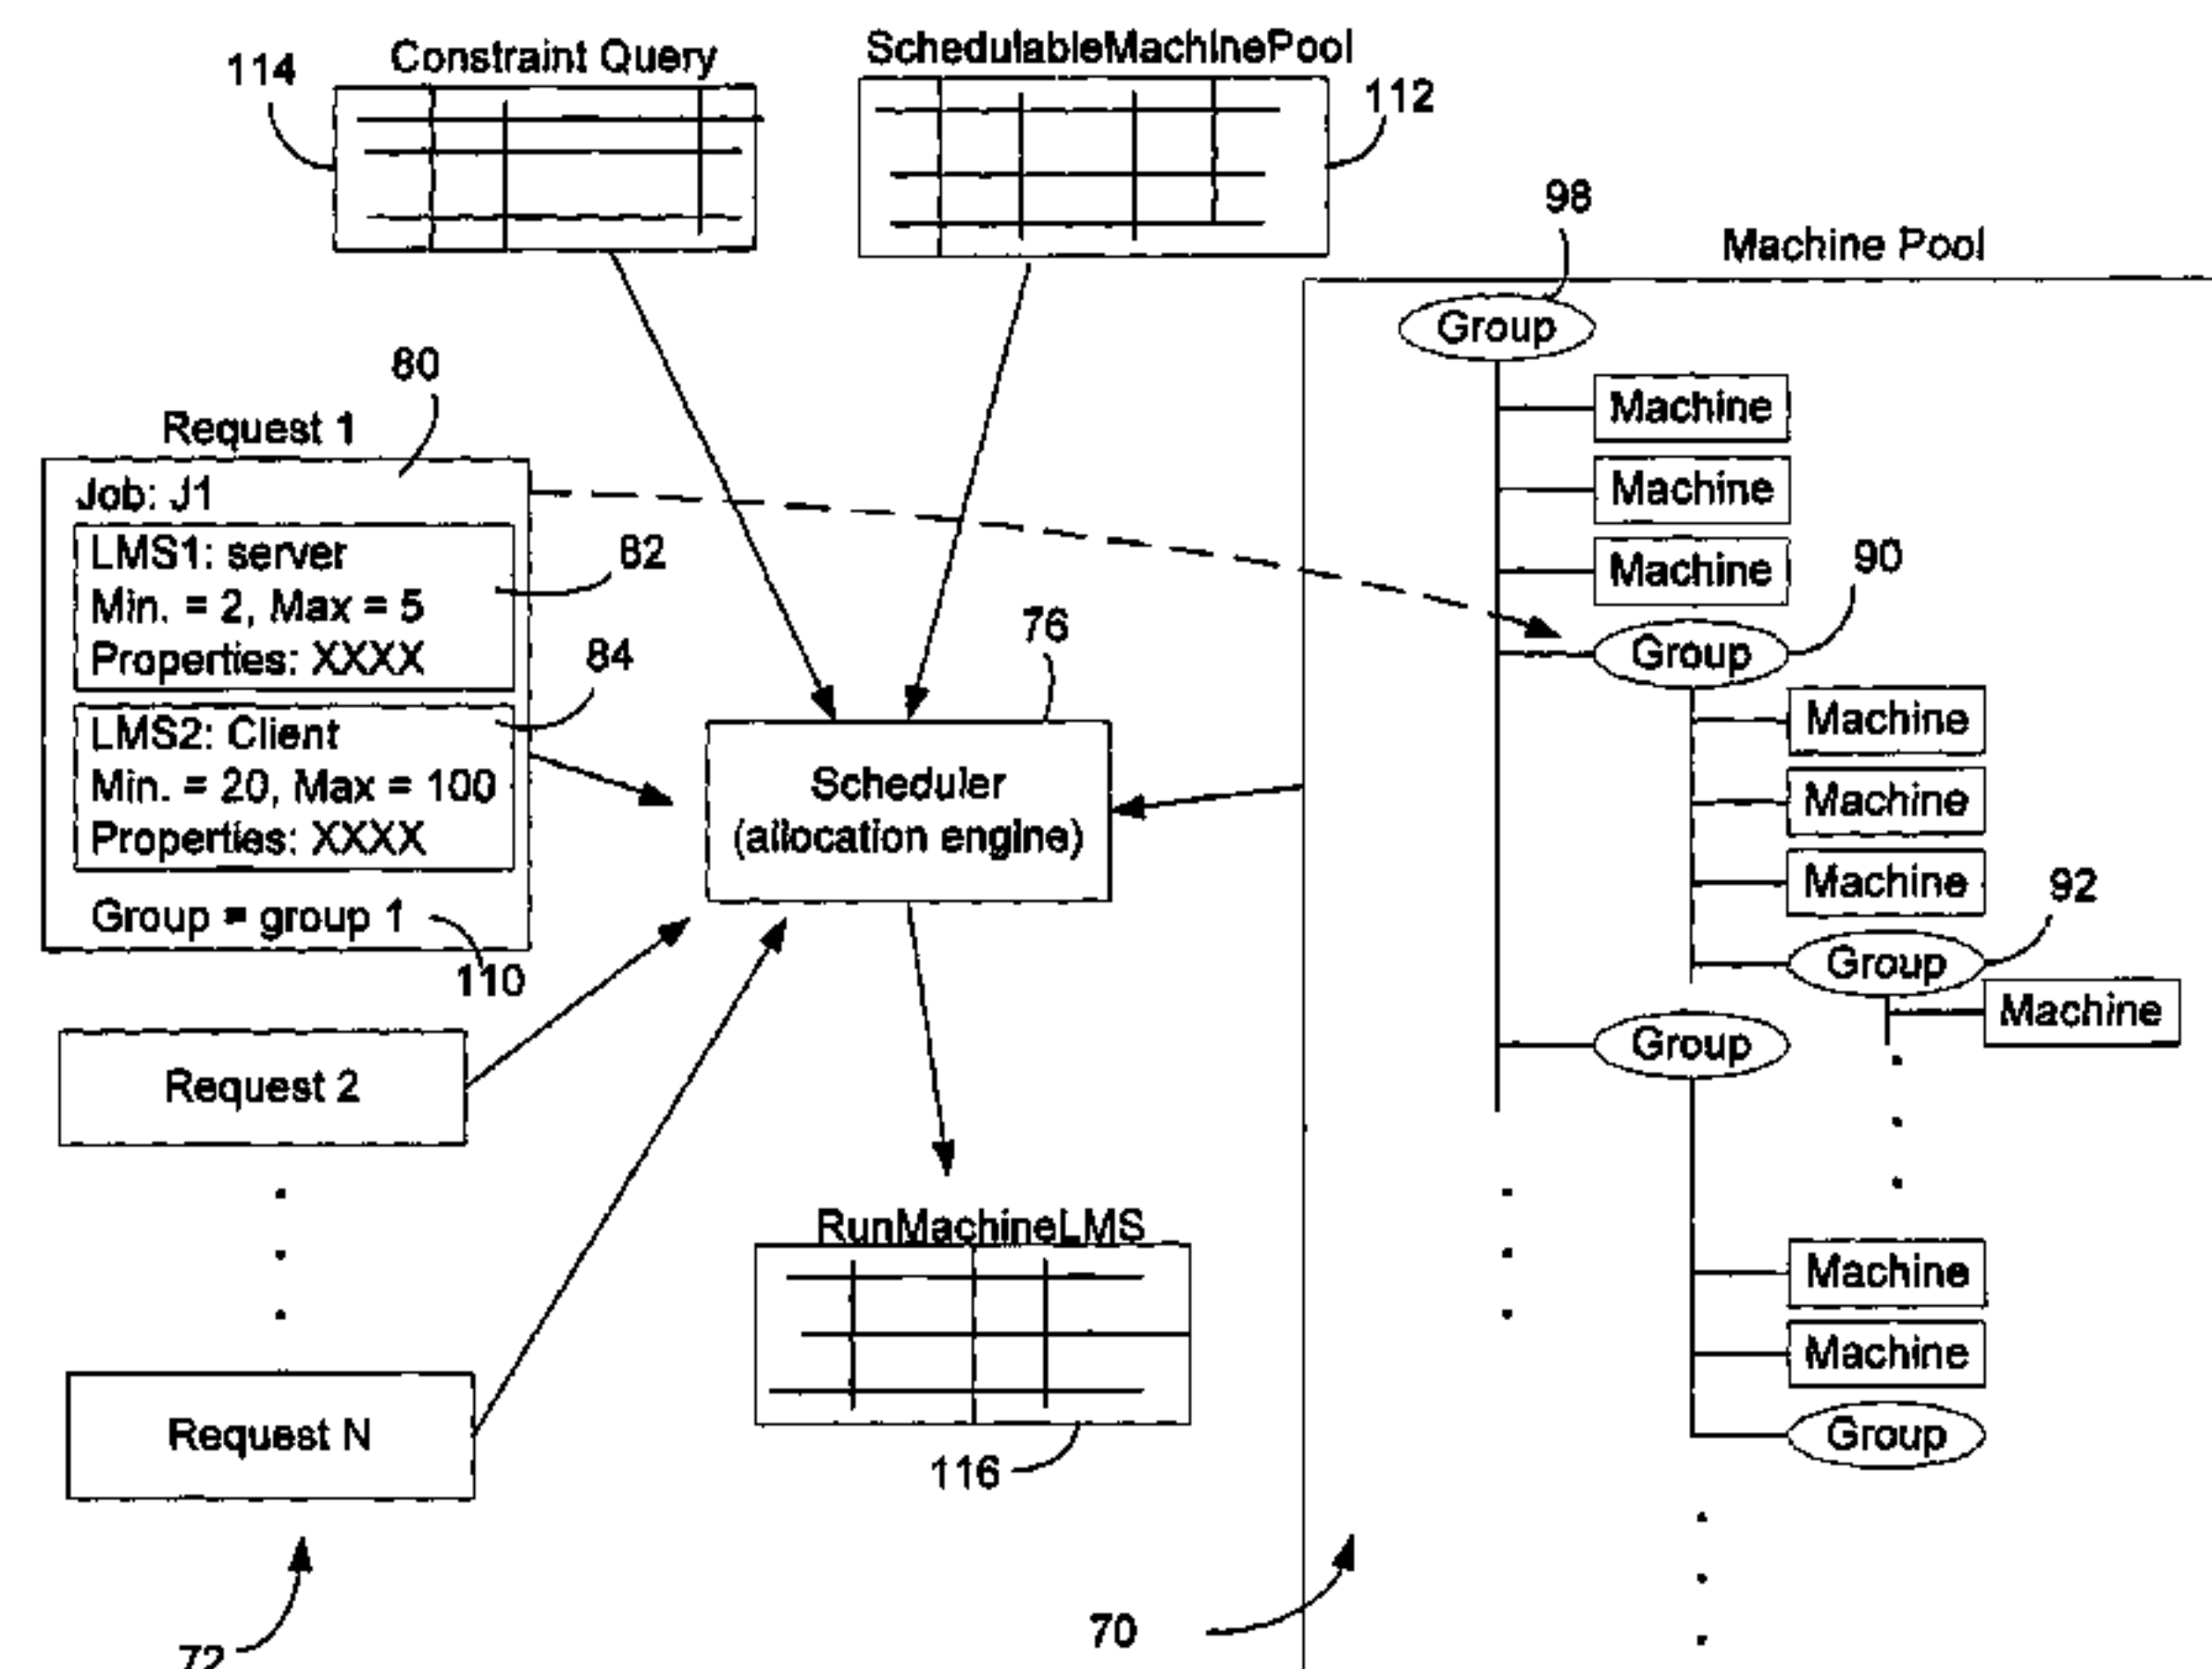 Constraint Query
114
SchedulableMachinePool
112
98
Machine Pool
Group
Machine
Machine
Machine
90
Group
Machine
Machine
Machine
92
Group
Machine
Group
Machine
Machine
Group
80
Request 1
Job: J1
LMS1: server
Min. = 2, Max = 5
Properties: XXXX
82
LMS2: Client
Min. = 20, Max = 100
Properties: XXXX
84
Group = group 1
110
76
Scheduler
(allocation engine)
Request 2
Request N
RunMachineLMS
116
72
70